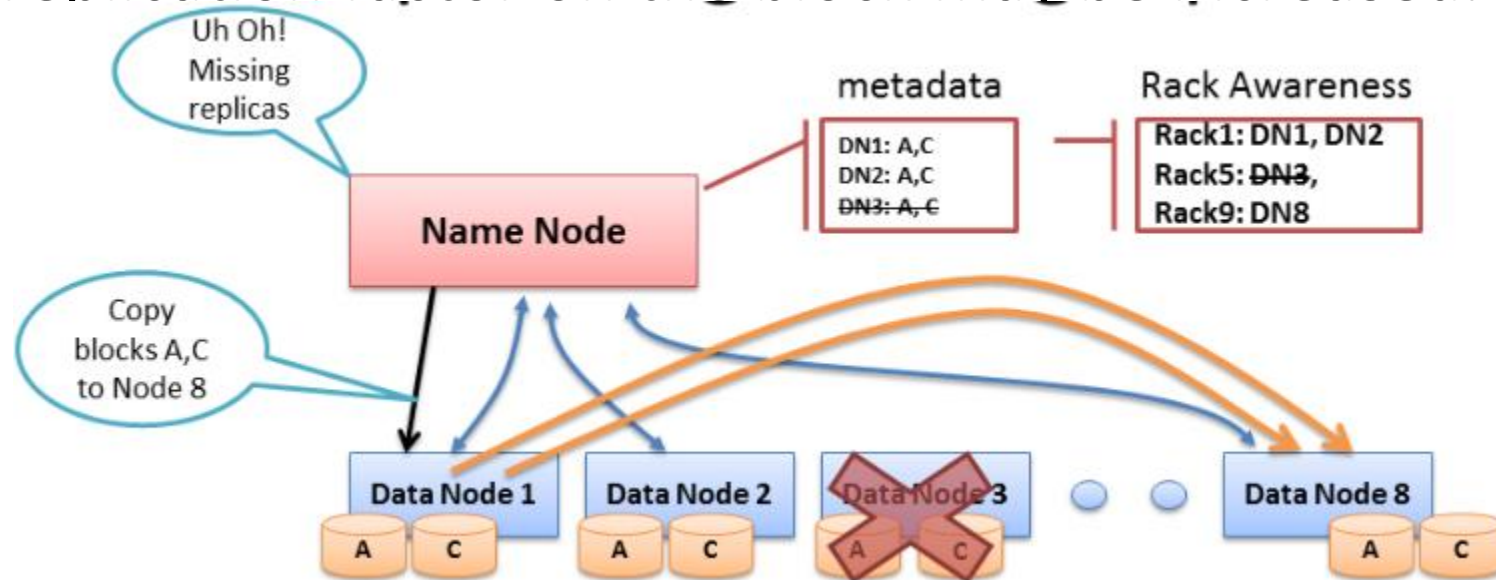 Uh Oh!
Missing
replicas
metadata
Rack Awareness
DN1: A,C
DN2: A,C
DN3: A, C
Rack1: DN1, DN2
Rack5: DN3,
Rack9: DN8
Name Node
Copy
blocks A,C
to Node 8
Data Node 1
Data Node 2
Data Node 3
Data Node 8
A
C
A
C
A
C
A
C